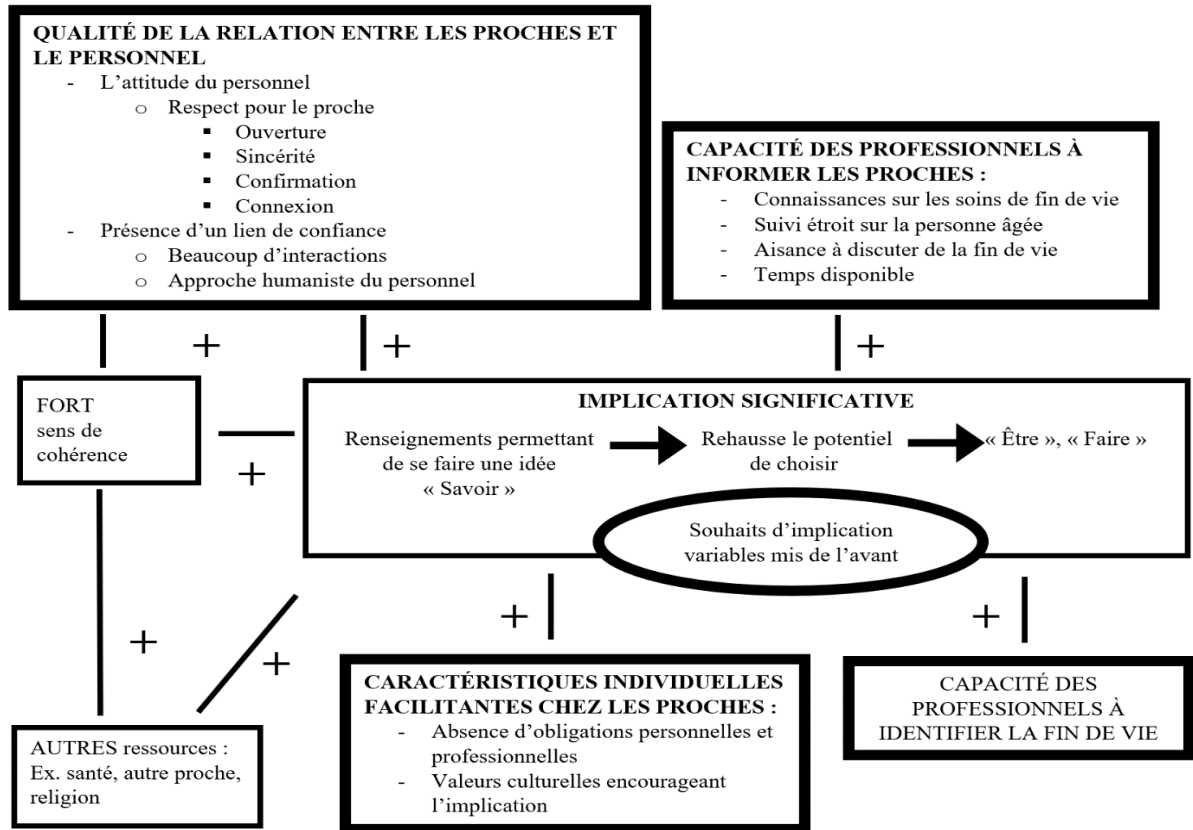 QUALITÉ DE LA RELATION ENTRE LES PROCHES ET
LE PERSONNEL
- L'attitude du personnel
o Respect pour le proche
▪ Ouverture
▪ Sincérité
▪ Confirmation
▪ Connexion
- Présence d'un lien de confiance
o Beaucoup d'interactions
o Approche humaniste du personnel
CAPACITÉ DES PROFESSIONNELS À
INFORMER LES PROCHES :
- Connaissances sur les soins de fin de vie
- Suivi étroit sur la personne âgée
- Aisance à discuter de la fin de vie
- Temps disponible
+
+
+
FORT
sens de
cohérence
+
IMPLICATION SIGNIFICATIVE
Renseignements permettant
de se faire une idée
« Savoir »
Rehausse le potentiel
de choisir
« Être », « Faire »
Souhaits d'implication
variables mis de l'avant
+
+
+
+
AUTRES ressources :
Ex. santé, autre proche,
religion
CARACTÉRISTIQUES INDIVIDUELLES
FACILITANTES CHEZ LES PROCHES :
- Absence d'obligations personnelles et
professionnelles
- Valeurs culturelles encourageant
l'implication
CAPACITÉ DES
PROFESSIONNELS À
IDENTIFIER LA FIN DE VIE